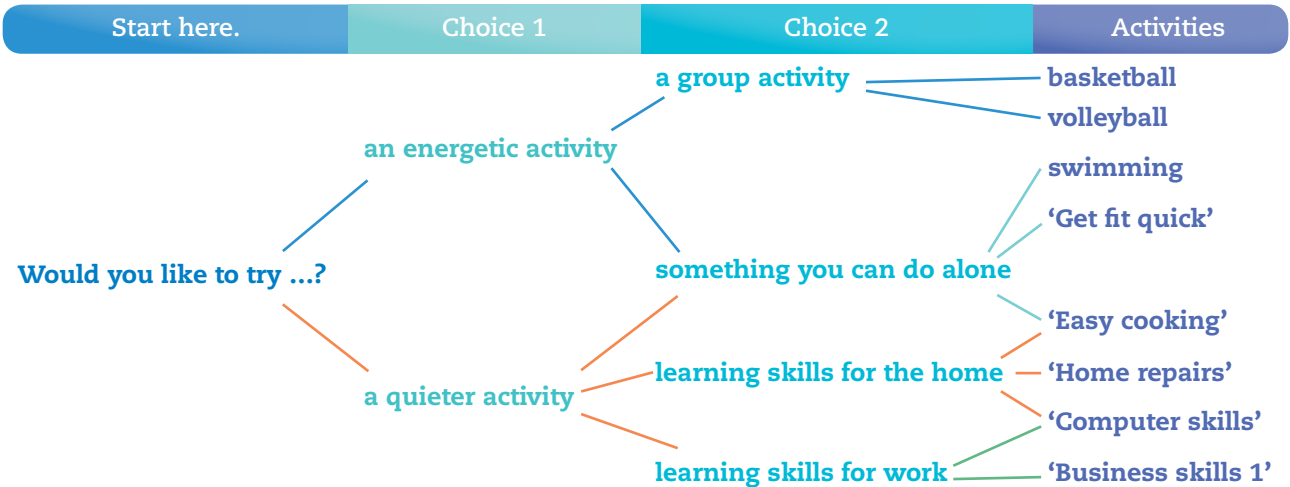 Start here.
Choice 1
Choice 2
Activities
a group activity
basketball
volleyball
an energetic activity
swimming
‘Get fit quick’
Would you like to try ...?
something you can do alone
‘Easy cooking’
learning skills for the home
‘Home repairs’
a quieter activity
‘Computer skills’
learning skills for work
‘Business skills 1’